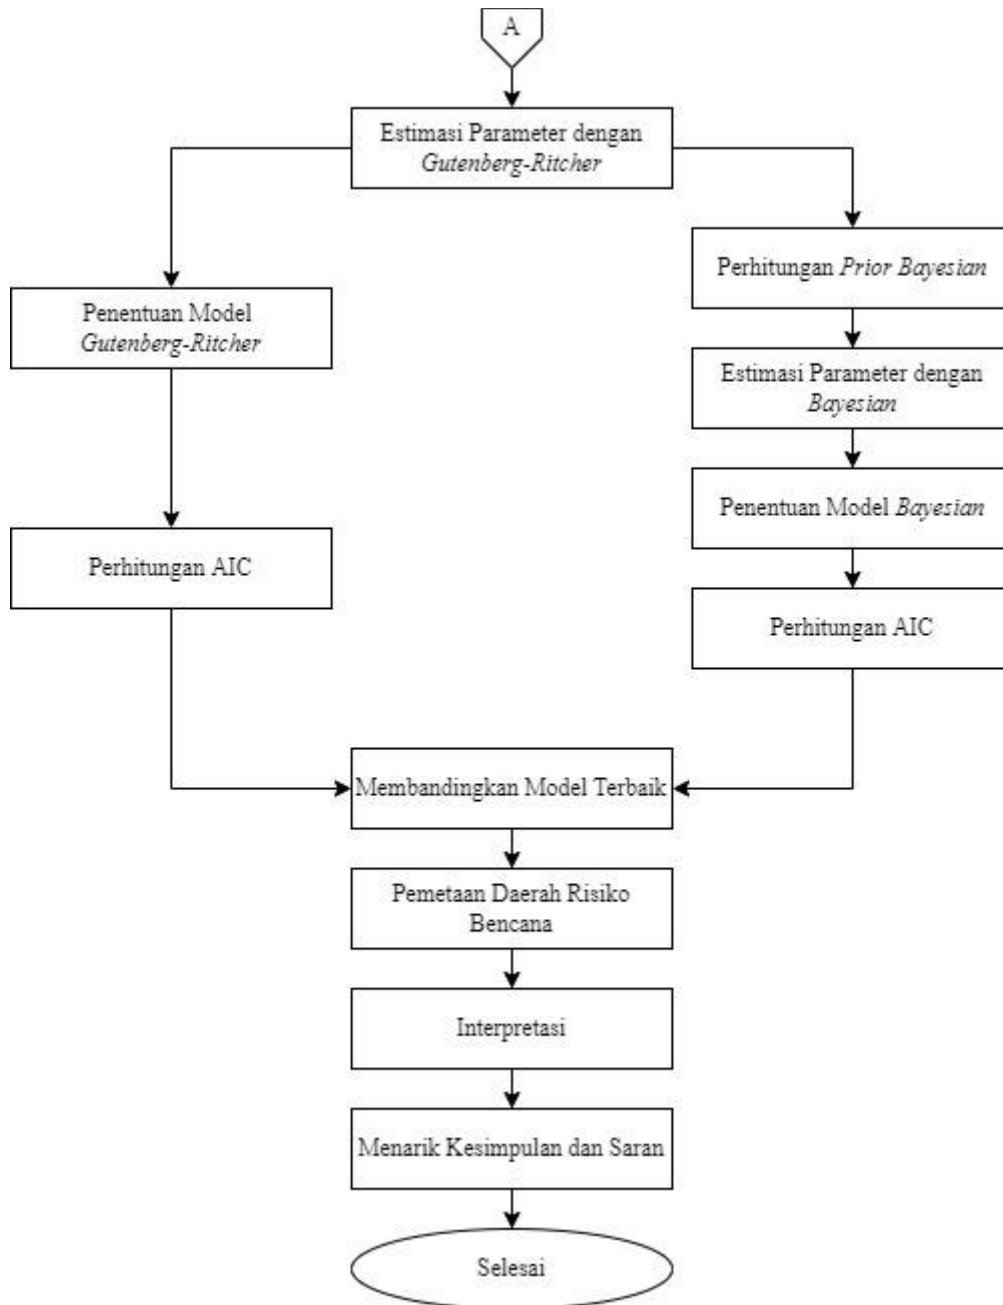 A
Estimasi Parameter dengan
Gutenberg-Ritcher
Perhitungan Prior Bayesian
Penentuan Model
Gutenberg-Ritcher
Estimasi Parameter dengan
Bayesian
Penentuan Model Bayesian
Perhitungan AIC
Perhitungan AIC
Membandingkan Model Terbaik
Pemetaan Daerah Risiko
Bencana
Interpretasi
Menarik Kesimpulan dan Saran
Selesai